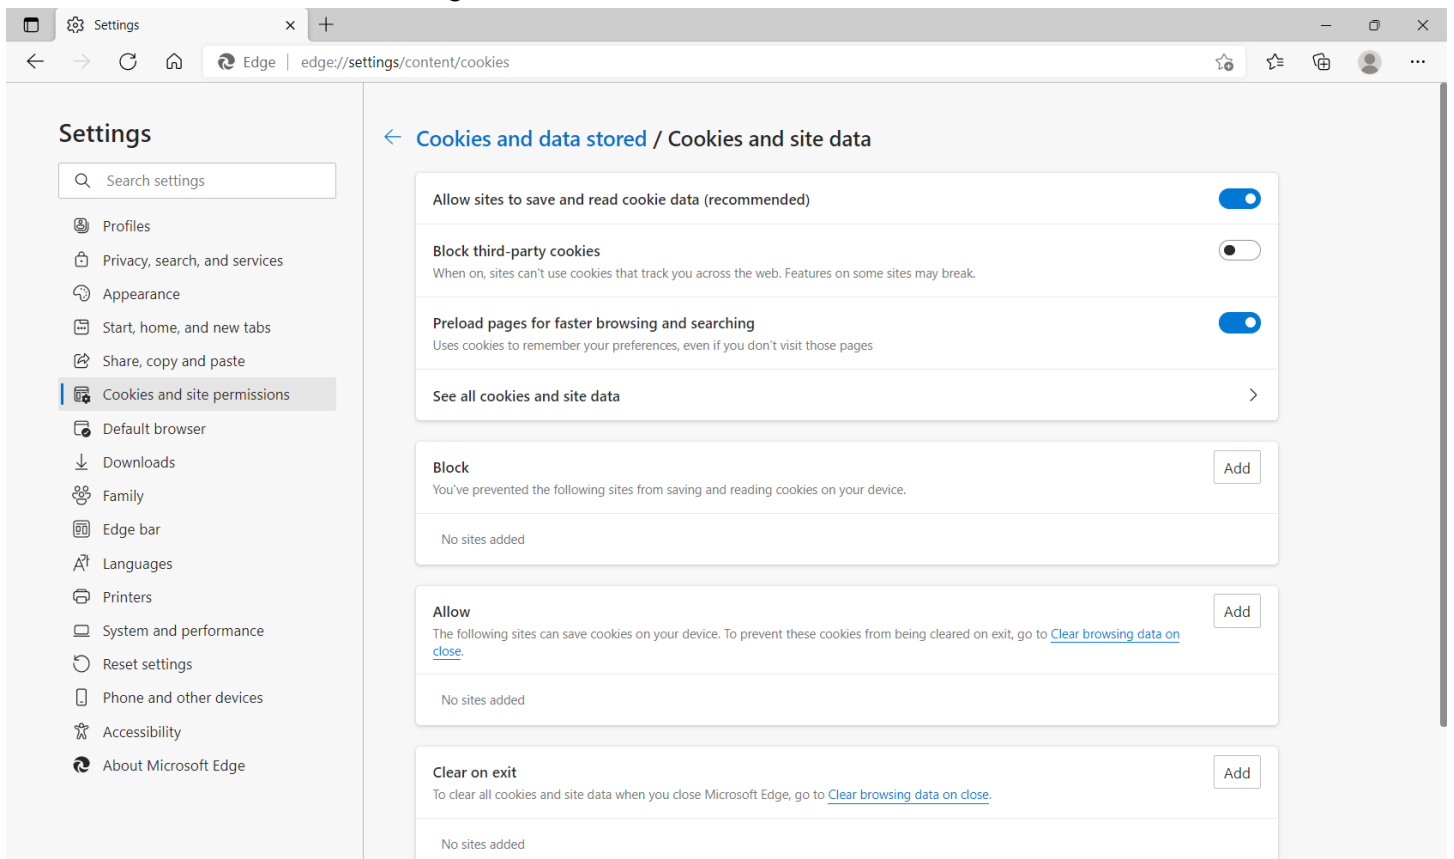 Settings
Edge | edge://settings/content/cookies
Settings
Search settings
Profiles
Privacy, search, and services
Appearance
Start, home, and new tabs
Share, copy and paste
Cookies and site permissions
Default browser
Downloads
Family
Edge bar
Languages
Printers
System and performance
Reset settings
Phone and other devices
Accessibility
About Microsoft Edge
Cookies and data stored / Cookies and site data
Allow sites to save and read cookie data (recommended)
Block third-party cookies
When on, sites can't use cookies that track you across the web. Features on some sites may break.
Preload pages for faster browsing and searching
Uses cookies to remember your preferences, even if you don't visit those pages
See all cookies and site data
Block
Add
You've prevented the following sites from saving and reading cookies on your device.
No sites added
Allow
Add
The following sites can save cookies on your device. To prevent these cookies from being cleared on exit, go to Clear browsing data on
close.
No sites added
Clear on exit
Add
To clear all cookies and site data when you close Microsoft Edge, go to Clear browsing data on close.
No sites added